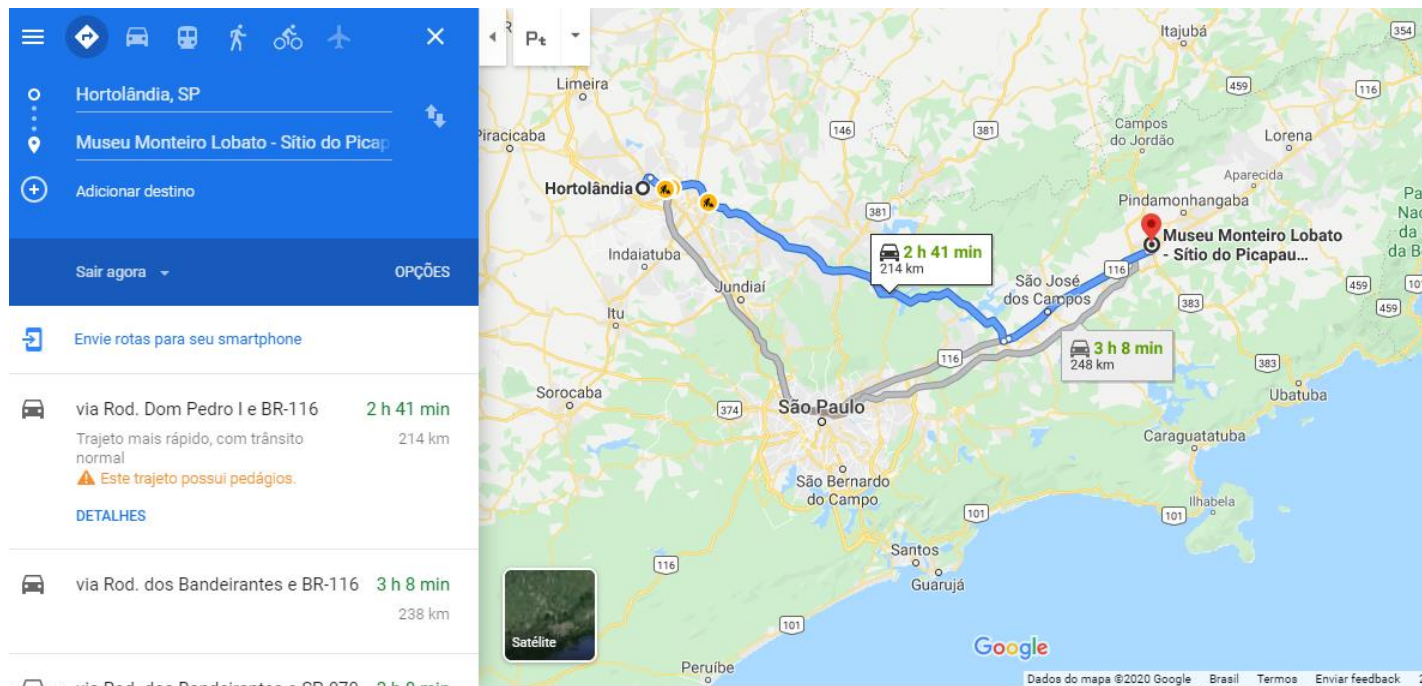 Hortolândia, SP
Museu Monteiro Lobato - Sítio do Picap
Adicionar destino
Sair agora
OPÇÕES
Envie rotas para seu smartphone
via Rod. Dom Pedro I e BR-116 2 h 41 min
Trajeto mais rápido, com trânsito 214 km
normal
Este trajeto possui pedágios.
DETALHES
via Rod. dos Bandeirantes e BR-116 3 h 8 min
238 km
Itajubá
354
Limeira
459
116
Piracicaba
146
381
Campos
do Jordão
Lorena
Aparecida
Hortolândia
Pindamonhangaba
381
Museu Monteiro Lobato
- Sítio do Picapau...
Indaiatuba
2 h 41 min
214 km
116
Jundiaí
São José
dos Campos
459
383
459
Itu
3 h 8 min
248 km
116
383
Sorocaba
Ubatuba
374
São Paulo
Caraguatatuba
São Bernardo
do Campo
Ilhabela
101
101
Santos
116
Guarujá
101
Satélite
Google
Peruíbe
Dados do mapa ©2020 Google Brasil Termos Enviar feedback